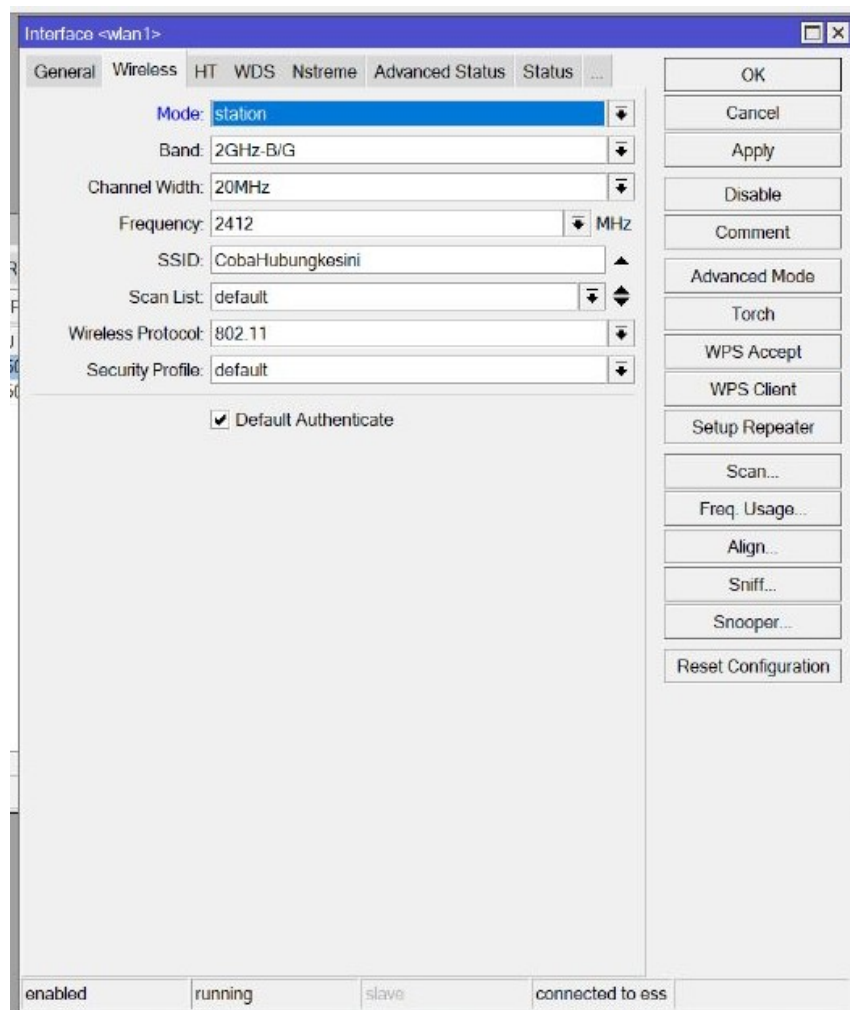 Interface <wlan1>
General Wireless HT WDS Nstreme Advanced Status Status ...
Mode: station
Band: 2GHz-B/G
Channel Width: 20MHz
Frequency: 2412 MHz
SSID: CobaHubungkesini
Scan List: default
Wireless Protocol: 802.11
Security Profile: default
Default Authenticate
OK
Cancel
Apply
Disable
Comment
Advanced Mode
Torch
WPS Accept
WPS Client
Setup Repeater
Scan...
Freq. Usage...
Align...
Sniff...
Snooper...
Reset Configuration
enabled running slave connected to ess